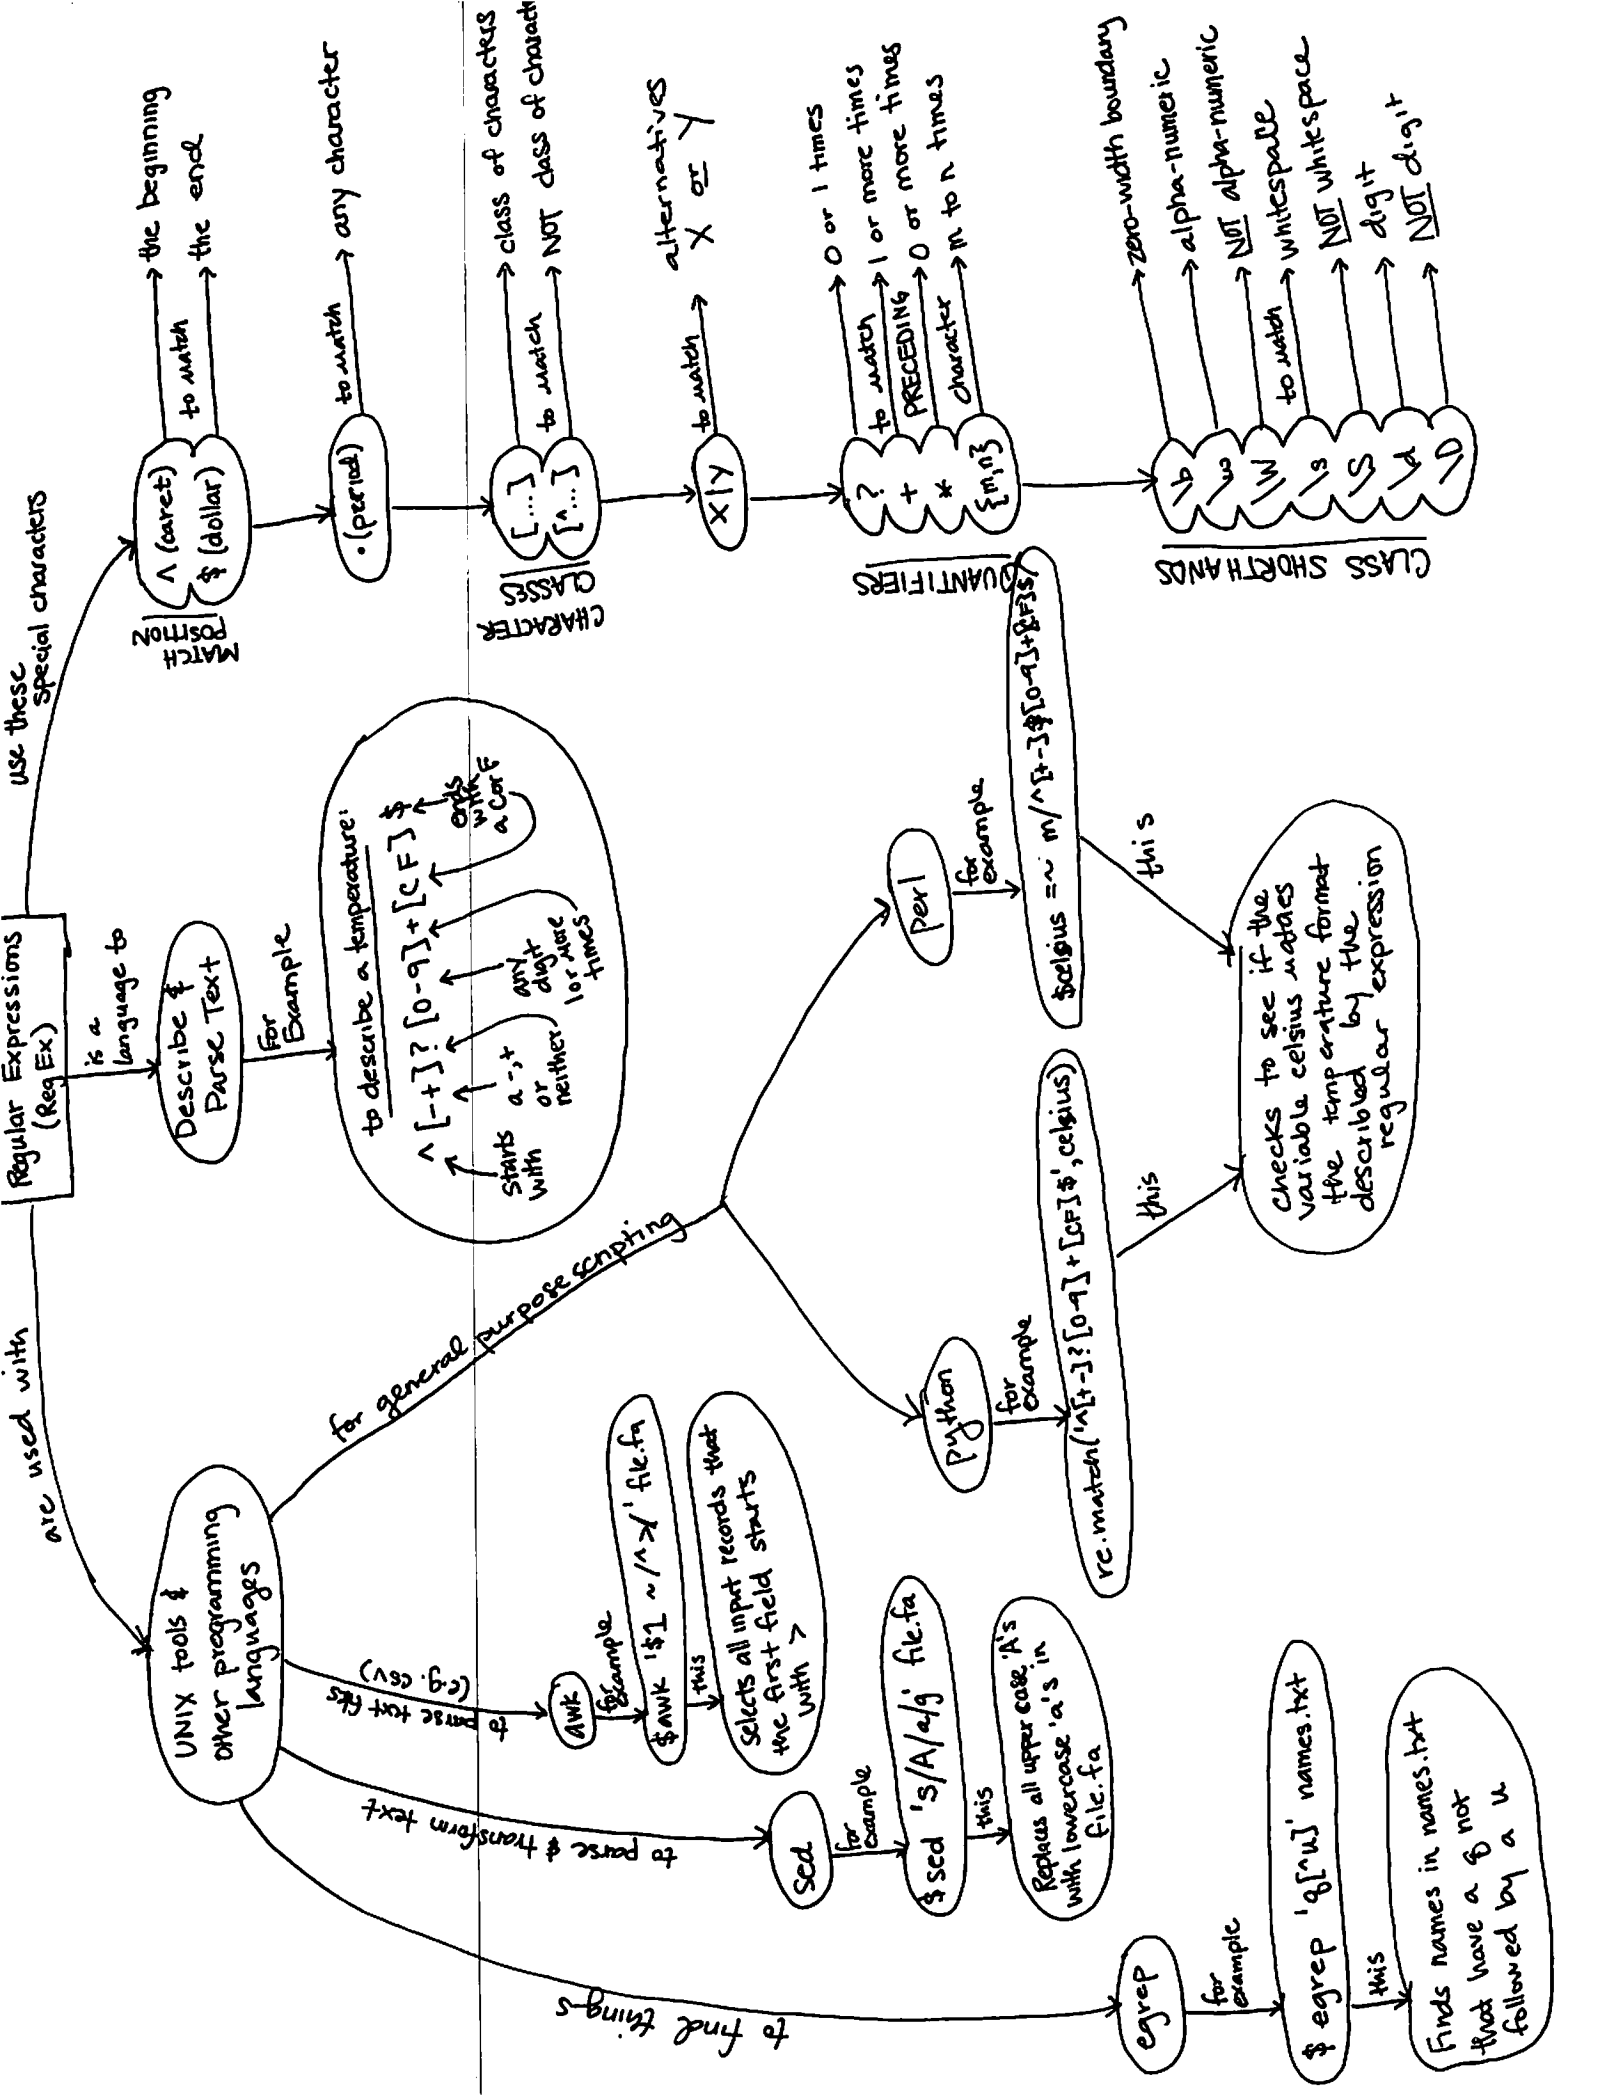 Regular Expressions
(RegEx)
are used with
is a
language to
use these
special characters
UNIX tools &
Other programming
languages
Describe &
Parse Text
For
Example
to describe a temperature:
^[-+]?[0-9]+[CF]$
starts
with
a -,+
or
neither
any
digit
1 or more
times
ends
with
a C or F
MATCH
POSITION
^ (caret)
$ (dollar)
to match
the beginning
the end
. (period)
to match
any character
CHARACTER
CLASSES
[...]
[^...]
to match
class of characters
NOT class of charact
X|Y
to match
alternatives
X or Y
QUANTIFIERS
?
+
*
{m,n}
to match
PRECEDING
character
0 or 1 times
1 or more times
0 or more times
m to n times
CLASS SHORTHANDS
\b
\w
\W
\s
\S
\d
\D
to match
zero-width boundary
alpha-numeric
NOT alpha-numeric
whitespace
NOT whitespace
digit
NOT digit
to find things
egrep
for
example
$ egrep 'q[^u]' names.txt
this
Finds names in names.txt
that have a q not
followed by a u
to parse & transform text
sed
for
example
$ sed 's/A/a/g' file.fa
this
Replaces all upper case 'A's
with lowercase 'a's in
file.fa
to parse text files
(e.g. CSV)
awk
for
example
$ awk '$1 ~/^>/' file.fa
this
Selects all input records that
the first field starts
with >
for general purpose scripting
python
for
example
re.match('^[+-]?[0-9]+[CF]$',celsius)
this
perl
for
example
$celsius =~ m/^[+-]$[0-9]+[CF]$/
this
checks to see if the
variable celsius mataes
the temperature format
described by the
regular expression